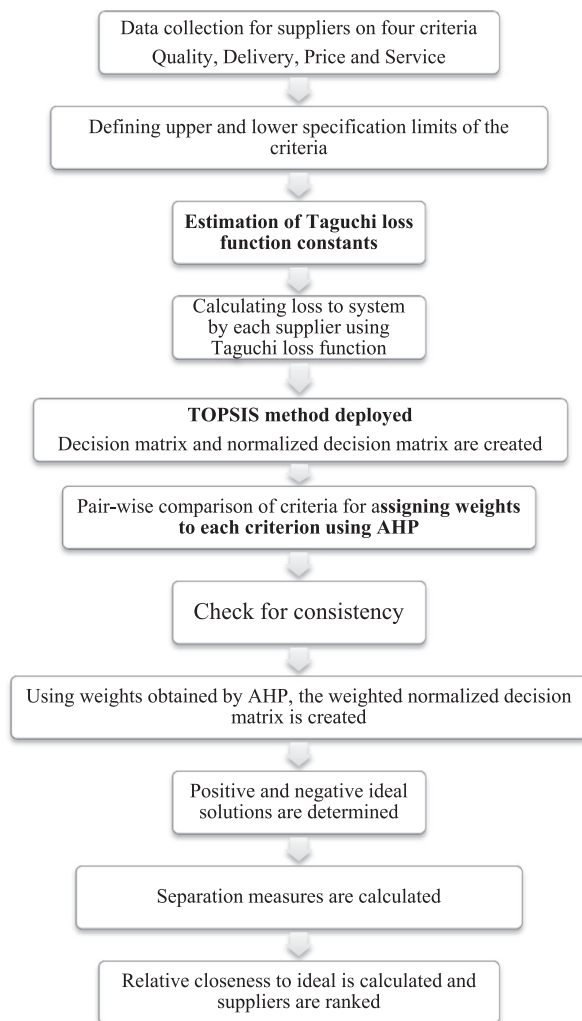 Data collection for suppliers on four criteria
Quality, Delivery, Price and Service
Defining upper and lower specification limits of the
criteria
Estimation of Taguchi loss
function constants
Calculating loss to system
by each supplier using
Taguchi loss function
TOPSIS method deployed
Decision matrix and normalized decision matrix are created
Pair-wise comparison of criteria for assigning weights
to each criterion using AHP
Check for consistency
Using weights obtained by AHP, the weighted normalized decision
matrix is created
Positive and negative ideal
solutions are determined
Separation measures are calculated
Relative closeness to ideal is calculated and
suppliers are ranked